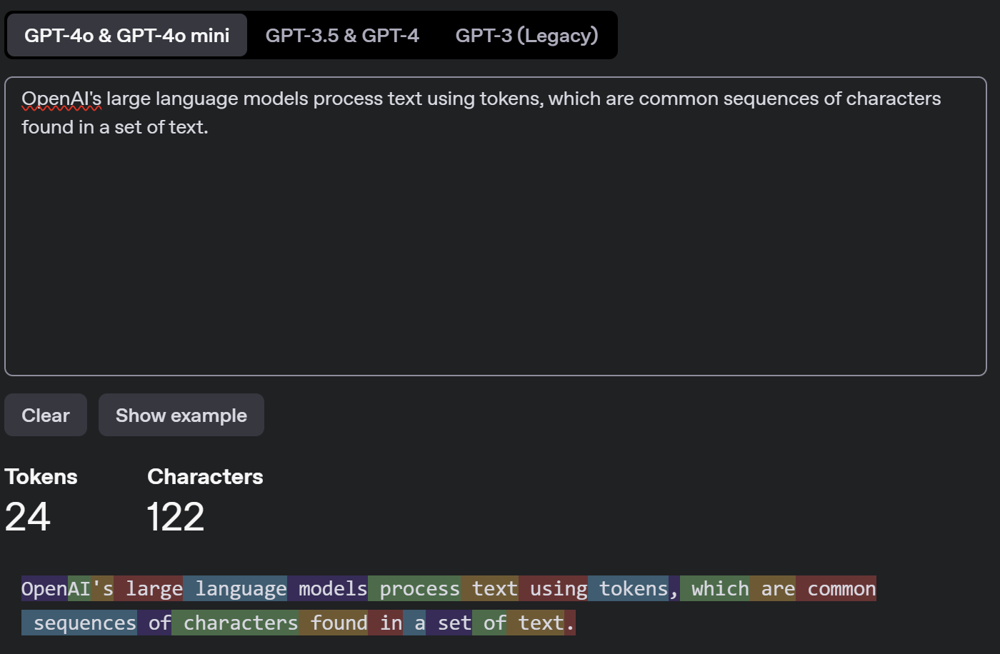 GPT-4o & GPT-4o mini GPT-3.5 & GPT-4 GPT-3 (Legacy)
OpenAI's large language models process text using tokens, which are common sequences of characters
found in a set of text.
Clear Show example
Tokens Characters
24 122
OpenAI's large language models process text using tokens, which are common
sequences of characters found in a set of text.